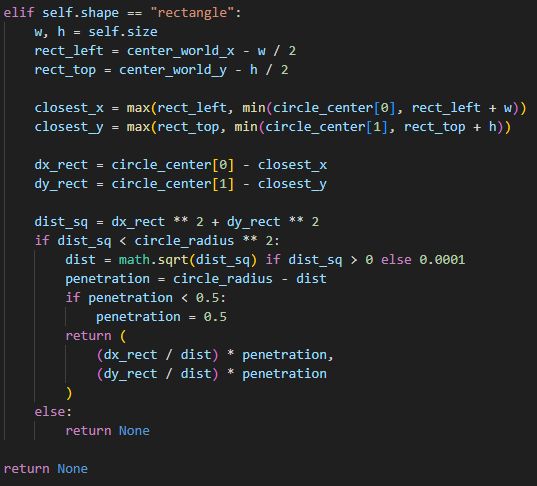 elif self.shape == "rectangle":
    w, h = self.size
    rect_left = center_world_x - w / 2
    rect_top = center_world_y - h / 2

    closest_x = max(rect_left, min(circle_center[0], rect_left + w))
    closest_y = max(rect_top, min(circle_center[1], rect_top + h))

    dx_rect = circle_center[0] - closest_x
    dy_rect = circle_center[1] - closest_y

    dist_sq = dx_rect ** 2 + dy_rect ** 2
    if dist_sq < circle_radius ** 2:
        dist = math.sqrt(dist_sq) if dist_sq > 0 else 0.0001
        penetration = circle_radius - dist
        if penetration < 0.5:
            penetration = 0.5
        return (
            (dx_rect / dist) * penetration,
            (dy_rect / dist) * penetration
        )
    else:
        return None

return None